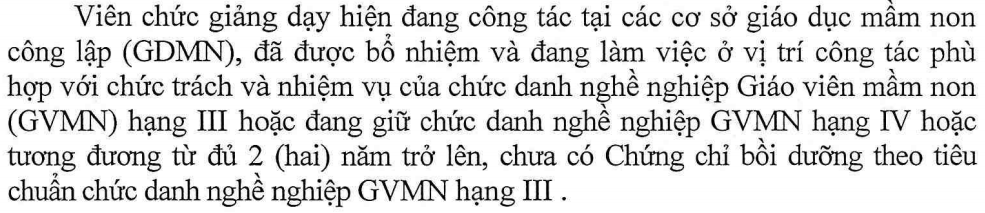 Viên chức giảng dạy hiện đang công tác tại các cơ sở giáo dục mầm non
công lập (GDMN), đã được bổ nhiệm và đang làm việc ở vị trí công tác phù
hợp với chức trách và nhiệm vụ của chức danh nghề nghiệp Giáo viên mầm non
(GVMN) hạng III hoặc đang giữ chức danh nghề nghiệp GVMN hạng IV hoặc
tương đương từ đủ 2 (hai) năm trở lên, chưa có Chứng chỉ bồi dưỡng theo tiêu
chuẩn chức danh nghề nghiệp GVMN hạng III .